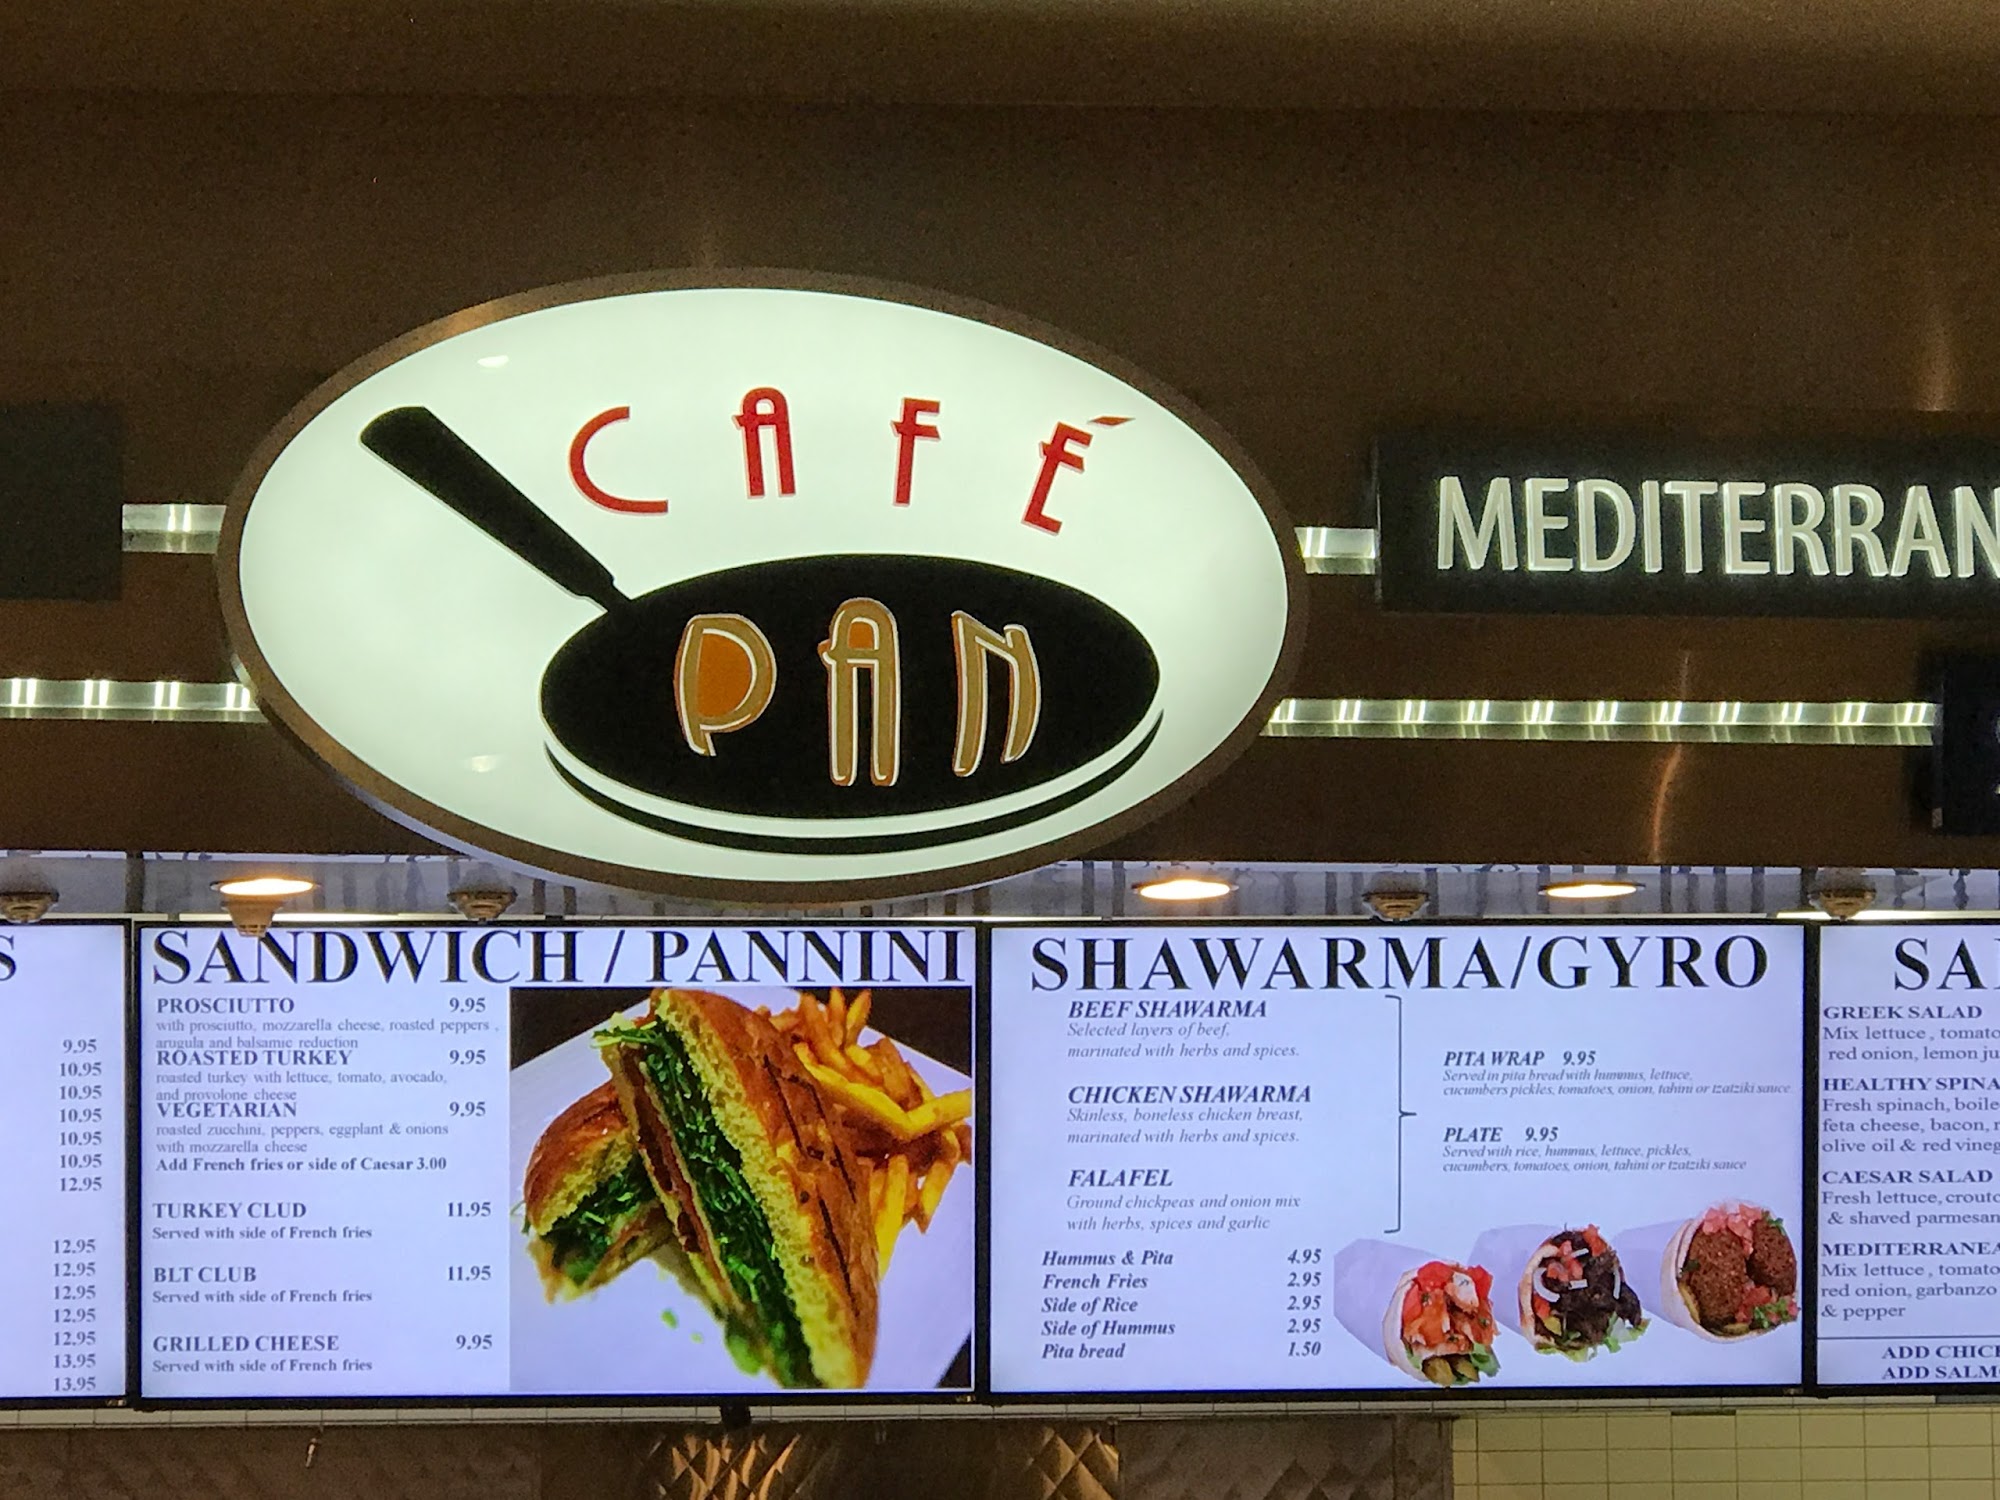 CAFÉ
PAN
MEDITERRAN
S
9.95
10.95
10.95
10.95
10.95
10.95
12.95
12.95
12.95
12.95
12.95
12.95
13.95
13.95
SANDWICH / PANNINI
PROSCIUTTO 9.95
with prosciutto, mozzarella cheese, roasted peppers ,
arugula and balsamic reduction
ROASTED TURKEY 9.95
roasted turkey with lettuce, tomato, avocado,
and provolone cheese
VEGETARIAN 9.95
roasted zucchini, peppers, eggplant & onions
with mozzarella cheese
Add French fries or side of Caesar 3.00
TURKEY CLUD 11.95
Served with side of French fries
BLT CLUB 11.95
Served with side of French fries
GRILLED CHEESE 9.95
Served with side of French fries
SHAWARMA/GYRO
BEEF SHAWARMA
Selected layers of beef,
marinated with herbs and spices.
CHICKEN SHAWARMA
Skinless, boneless chicken breast,
marinated with herbs and spices.
FALAFEL
Ground chickpeas and onion mix
with herbs, spices and garlic
PITA WRAP 9.95
Served in pita bread with hummus, lettuce,
cucumbers pickles, tomatoes, onion, tahini or tzatziki sauce
PLATE 9.95
Served with rice, hummus, lettuce, pickles,
cucumbers, tomatoes, onion, tahini or tzatziki sauce
Hummus & Pita 4.95
French Fries 2.95
Side of Rice 2.95
Side of Hummus 2.95
Pita bread 1.50
SA
GREEK SALAD
Mix lettuce , tomato
red onion, lemon ju
HEALTHY SPINA
Fresh spinach, boile
feta cheese, bacon, r
olive oil & red vineg
CAESAR SALAD
Fresh lettuce, crouto
& shaved parmesan
MEDITERRANEA
Mix lettuce , tomato
red onion, garbanzo
& pepper
ADD CHIC
ADD SALM